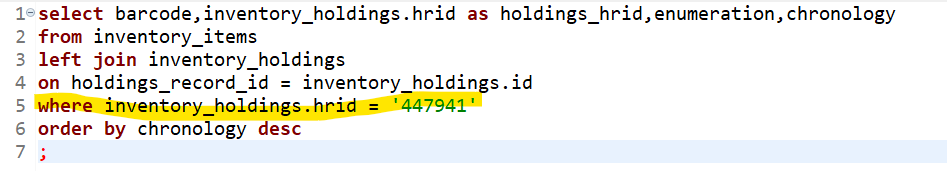 1 select barcode,inventory_holdings.hrid as holdings_hrid,enumeration,chronology
2 from inventory_items
3 left join inventory_holdings
4 on holdings_record_id = inventory_holdings.id
5 where inventory_holdings.hrid = '447941'
6 order by chronology desc
7 ;